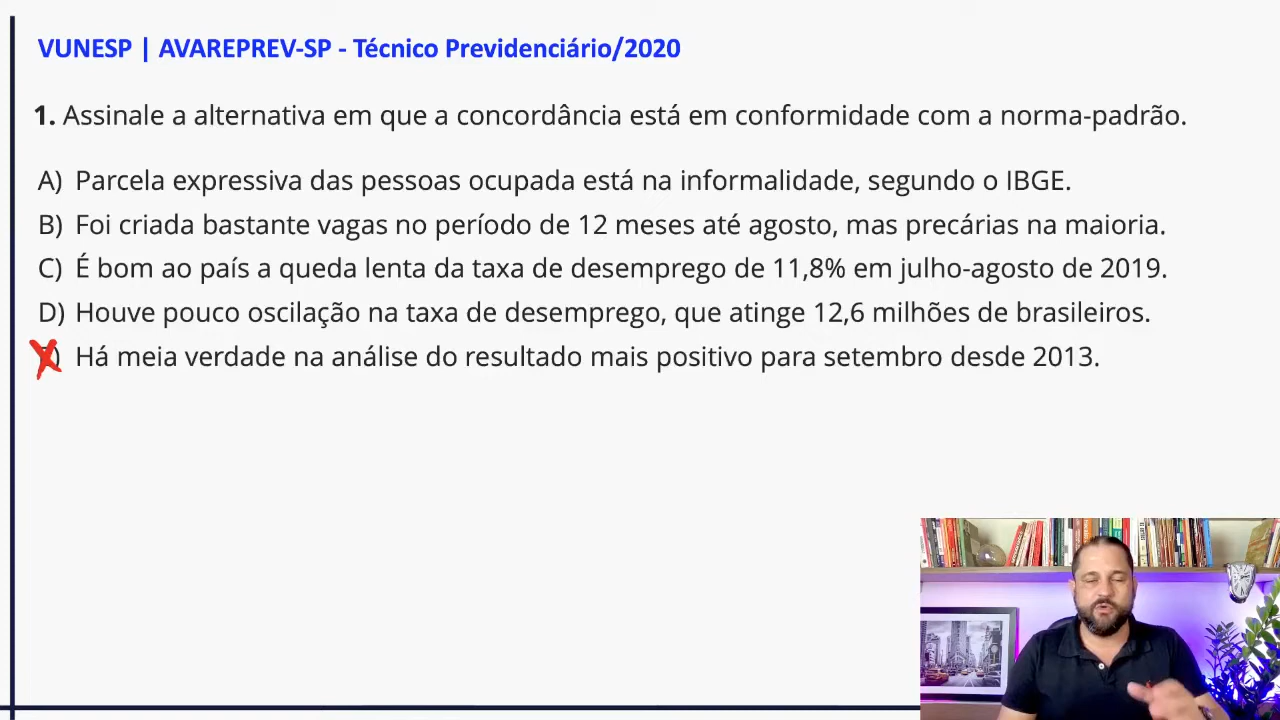 VUNESP | AVAREPREV-SP - Técnico Previdenciário/2020
1. Assinale a alternativa em que a concordância está em conformidade com a norma-padrão.
A) Parcela expressiva das pessoas ocupada está na informalidade, segundo o IBGE.
B) Foi criada bastante vagas no período de 12 meses até agosto, mas precárias na maioria.
C) É bom ao país a queda lenta da taxa de desemprego de 11,8% em julho-agosto de 2019.
D) Houve pouco oscilação na taxa de desemprego, que atinge 12,6 milhões de brasileiros.
Há meia verdade na análise do resultado mais positivo para setembro desde 2013.